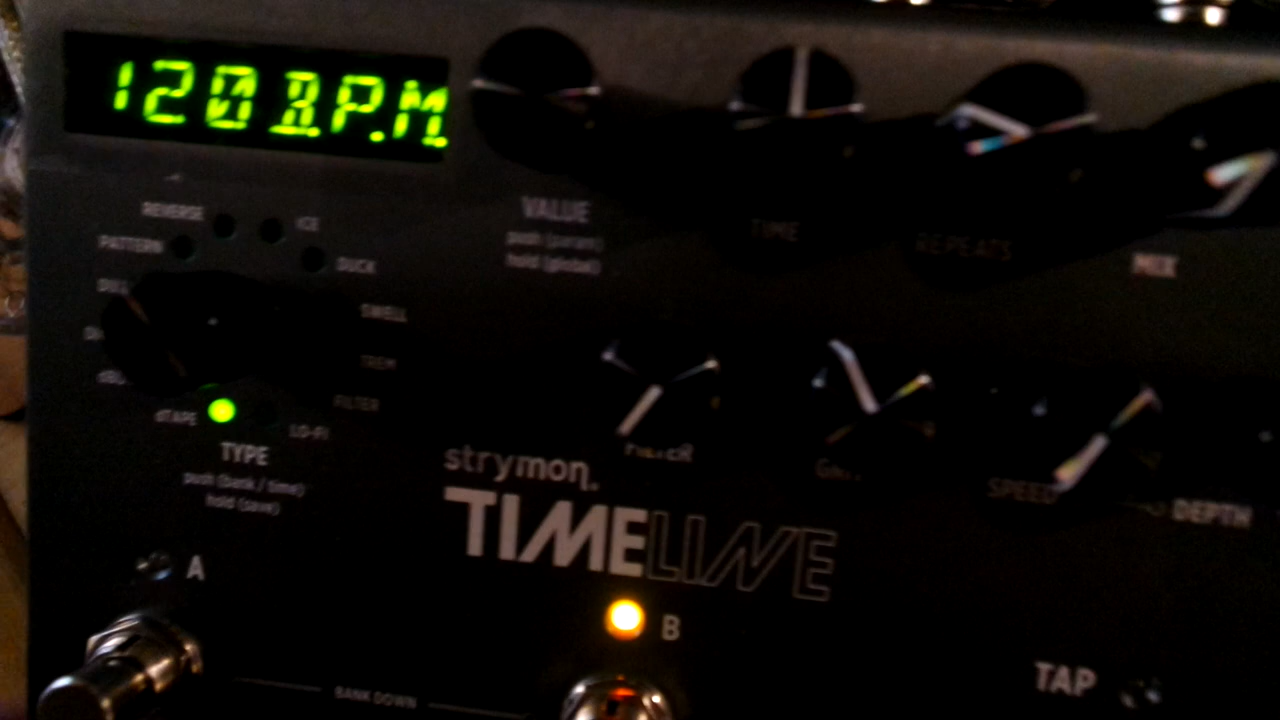 120 B.P.M.
VALUE
push (param)
hold (global)
TIME
REPEATS
MIX
REVERSE
ICE
PATTERN
DUCK
SWELL
TREM
FILTER
dTAPE
LO-FI
TYPE
push (bank / time)
hold (save)
FILTER
SPEED
DEPTH
strymon.
TIMELINE
A
B
TAP
BANK DOWN